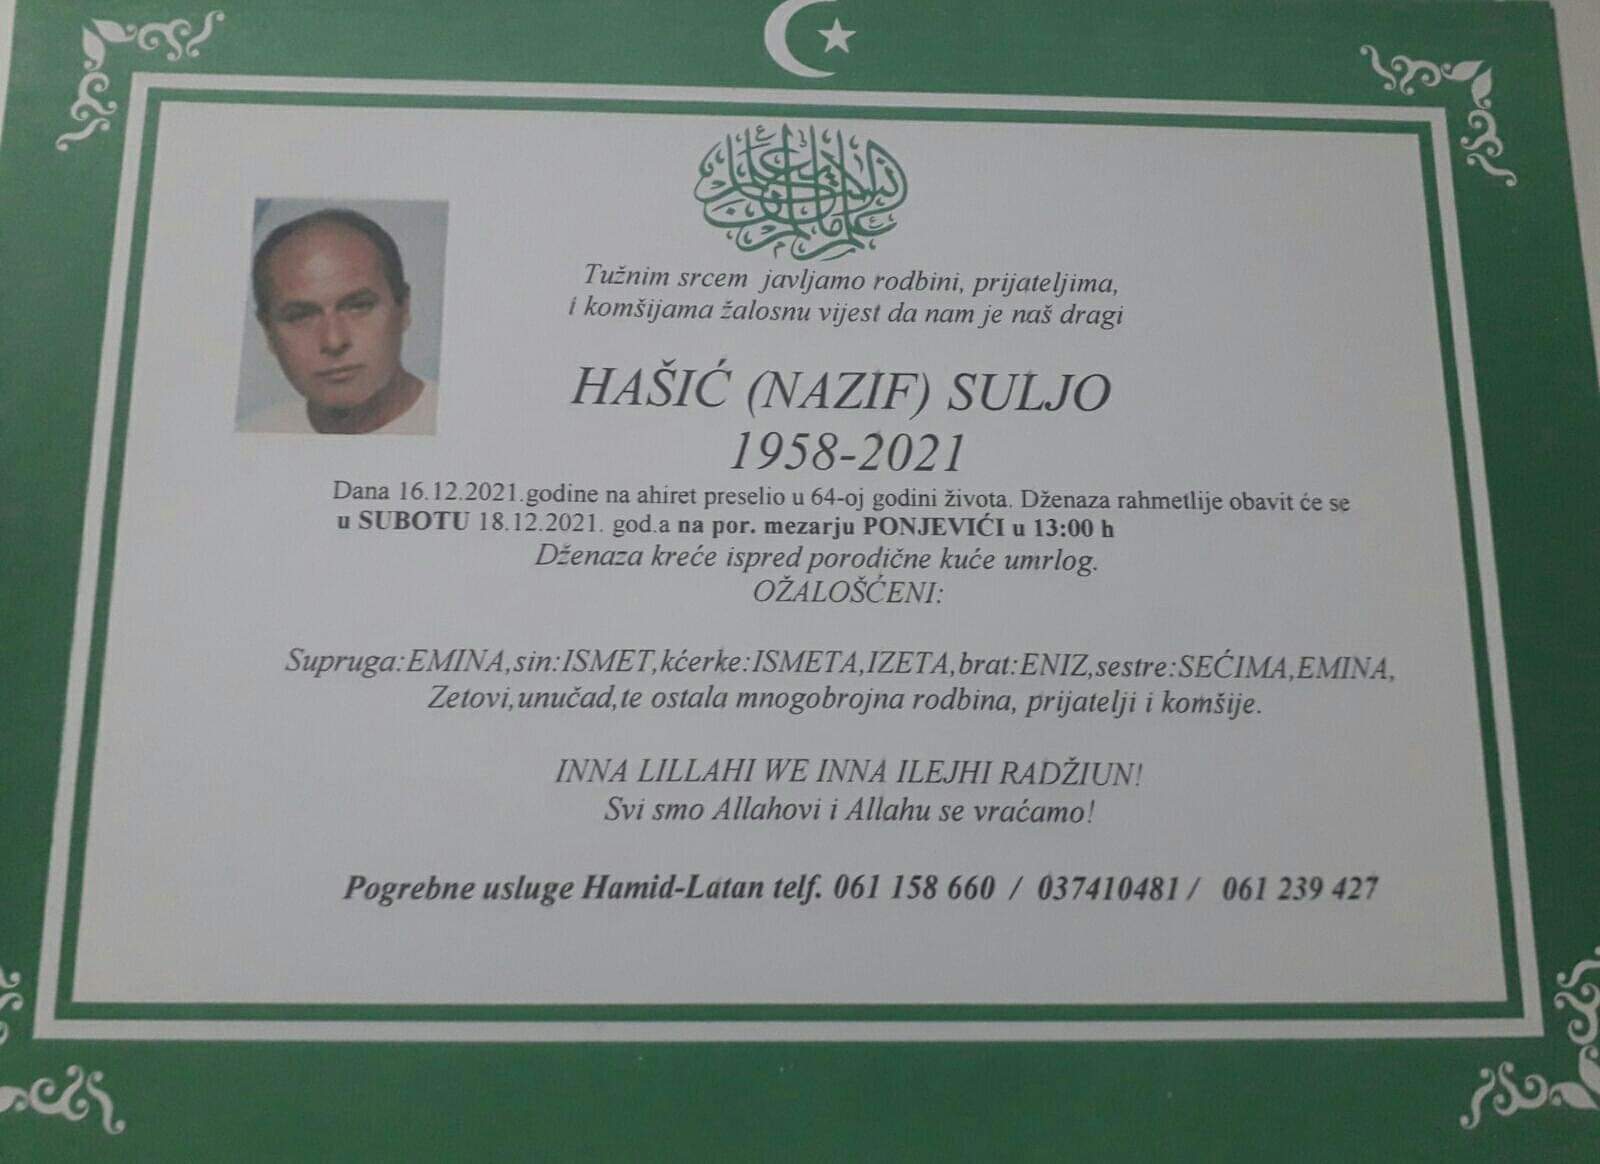 Tužnim srcem javljamo rodbini, prijateljima,
i komšijama žalosnu vijest da nam je naš dragi
HAŠIĆ (NAZIF) SULJO
1958-2021
Dana 16.12.2021.godine na ahiret preselio u 64-oj godini života. Dženaza rahmetlije obavit će se
u SUBOTU 18.12.2021. god.a na por. mezarju PONJEVIĆI u 13:00 h
Dženaza kreće ispred porodične kuće umrlog.
OŽALOŠĆENI:
Supruga:EMINA,sin:ISMET,kćerke:ISMETA,IZETA,brat:ENIZ,sestre:SEĆIMA,EMINA,
Zetovi,unučad,te ostala mnogobrojna rodbina, prijatelji i komšije.
INNA LILLAHI WE INNA ILEJHI RADŽIUN!
Svi smo Allahovi i Allahu se vraćamo!
Pogrebne usluge Hamid-Latan telf. 061 158 660 / 037410481 / 061 239 427